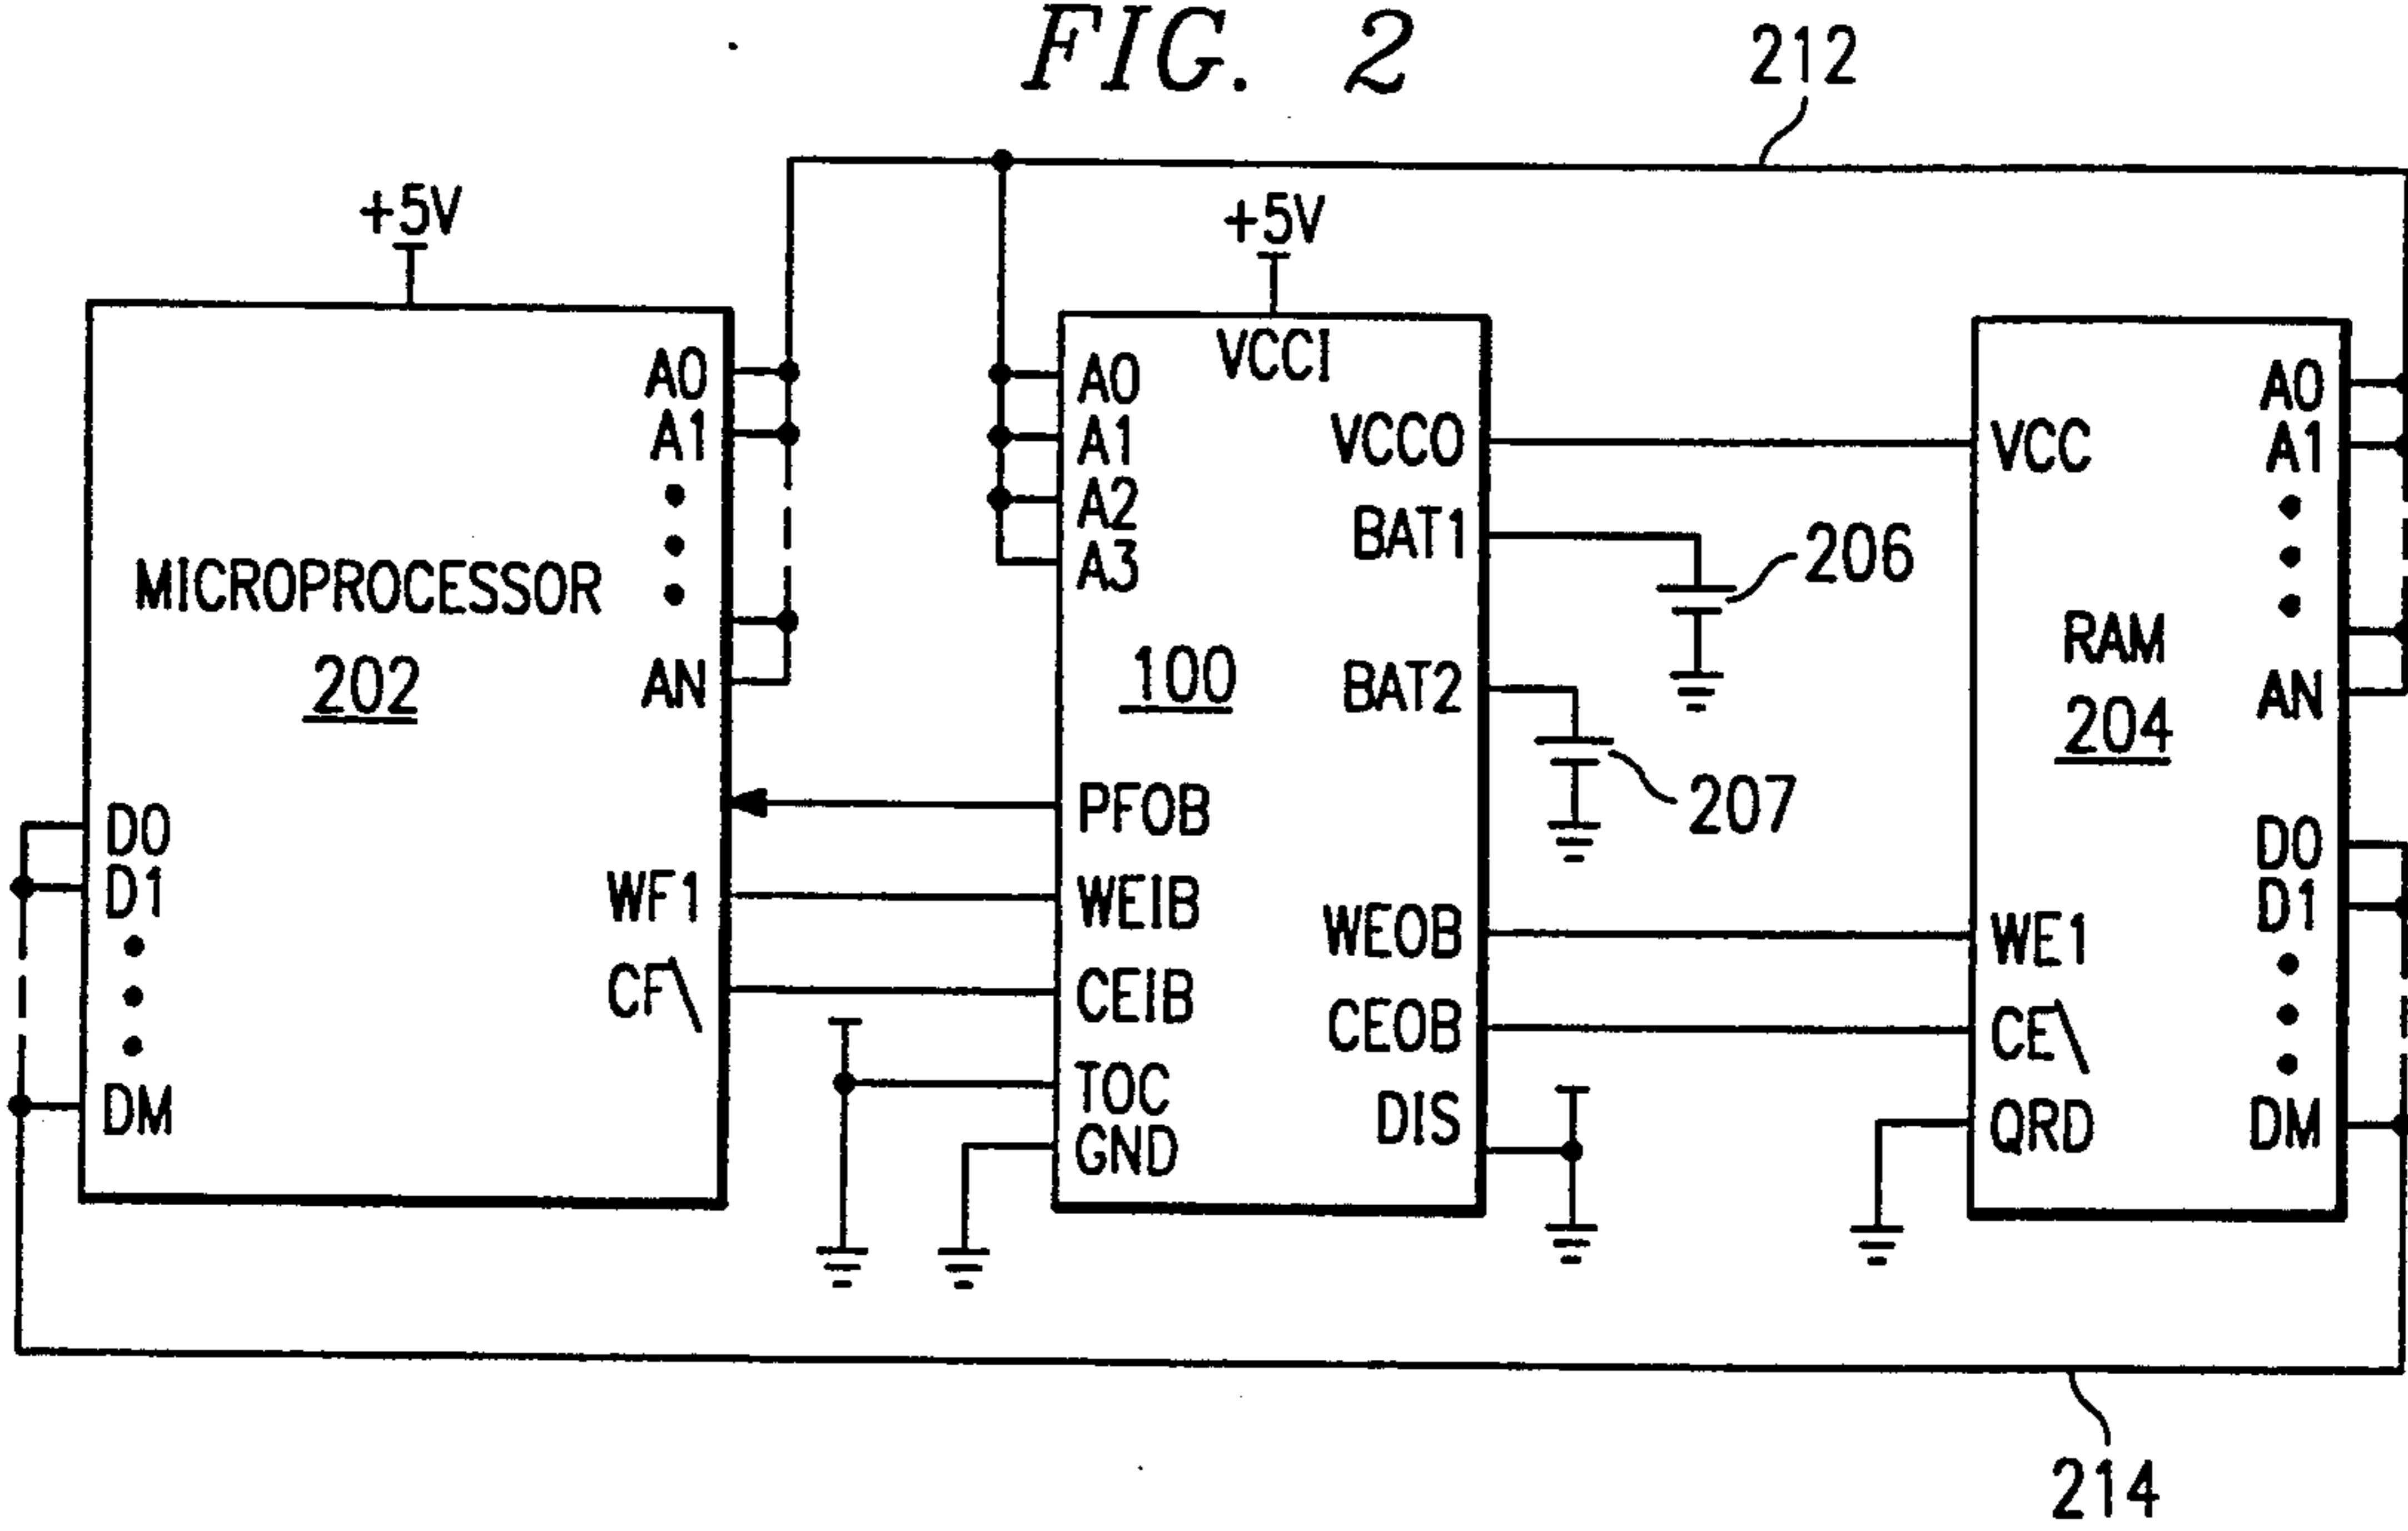 FIG. 2
212
+5V
+5V
A0
A1
MICROPROCESSOR
202
AN
D0
D1
DM
WF1
CF\
VCCI
A0
A1
A2
A3
100
PFOB
WEIB
CEIB
TOC
GND
VCCO
BAT1
BAT2
WEOB
CEOB
DIS
206
207
VCC
RAM
204
WE1
CE\
QRD
A0
A1
AN
D0
D1
DM
214